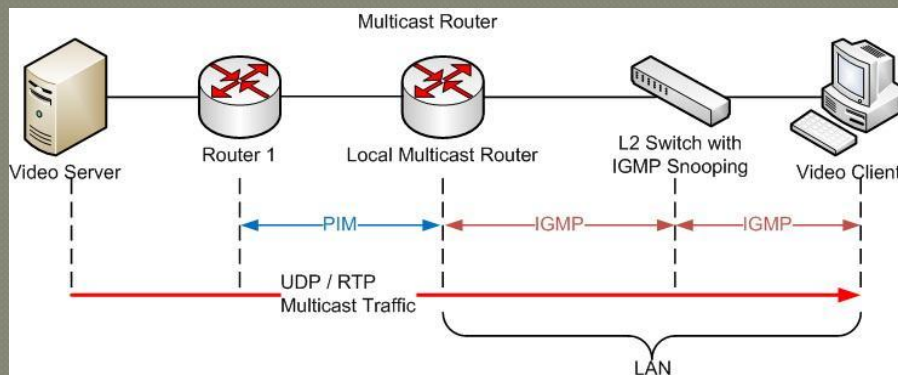 Multicast Router
Video Server
Router 1
Local Multicast Router
L2 Switch with
IGMP Snooping
Video Client
PIM
IGMP
IGMP
UDP / RTP
Multicast Traffic
LAN